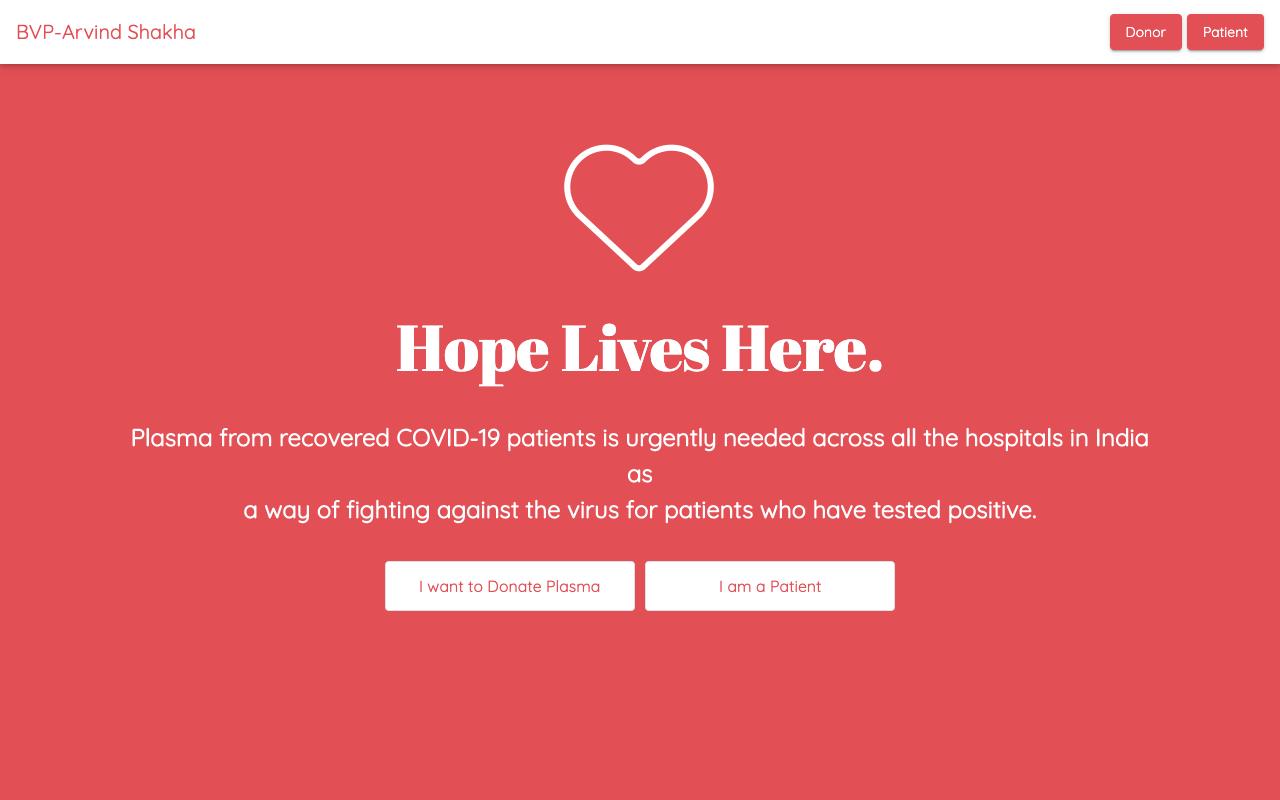 BVP-Arvind Shakha
Donor
Patient
Hope Lives Here.
Plasma from recovered COVID-19 patients is urgently needed across all the hospitals in India
as
a way of fighting against the virus for patients who have tested positive.
I want to Donate Plasma
I am a Patient